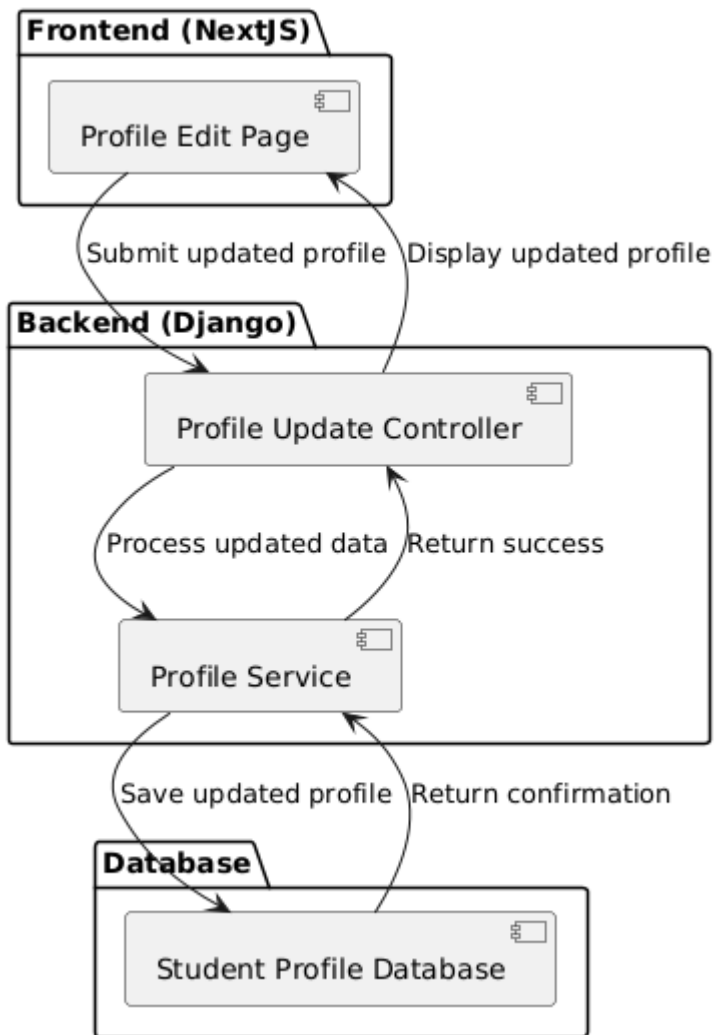 Frontend (NextJS)
Profile Edit Page
Submit updated profile
Display updated profile
Backend (Django)
Profile Update Controller
Process updated data
Return success
Profile Service
Save updated profile
Return confirmation
Database
Student Profile Database